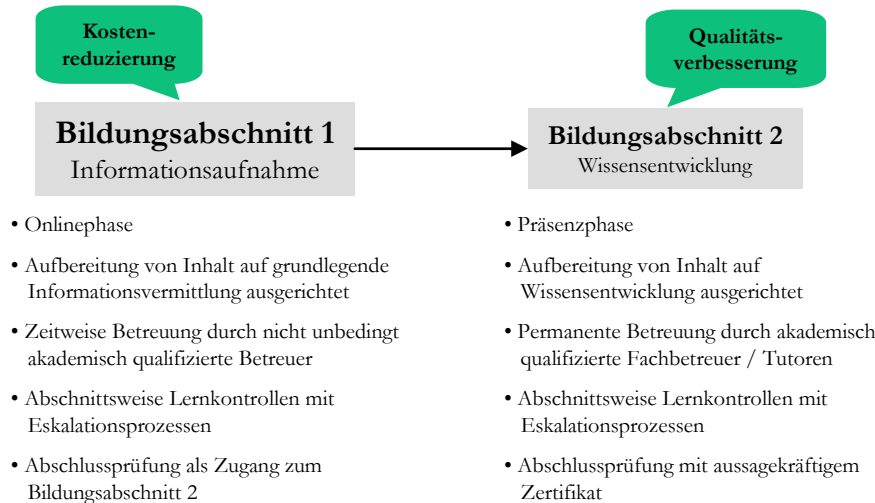 Kosten-
reduzierung
Qualitäts-
verbesserung
Bildungsabschnitt 1
Informationsaufnahme
Bildungsabschnitt 2
Wissensentwicklung
• Onlinephase
• Aufbereitung von Inhalt auf grundlegende
Informationsvermittlung ausgerichtet
• Zeitweise Betreuung durch nicht unbedingt
akademisch qualifizierte Betreuer
• Abschnittsweise Lernkontrollen mit
Eskalationsprozessen
• Abschlussprüfung als Zugang zum
Bildungsabschnitt 2
• Präsenzphase
• Aufbereitung von Inhalt auf
Wissensentwicklung ausgerichtet
• Permanente Betreuung durch akademisch
qualifizierte Fachbetreuer / Tutoren
• Abschnittsweise Lernkontrollen mit
Eskalationsprozessen
• Abschlussprüfung mit aussagekräftigem
Zertifikat